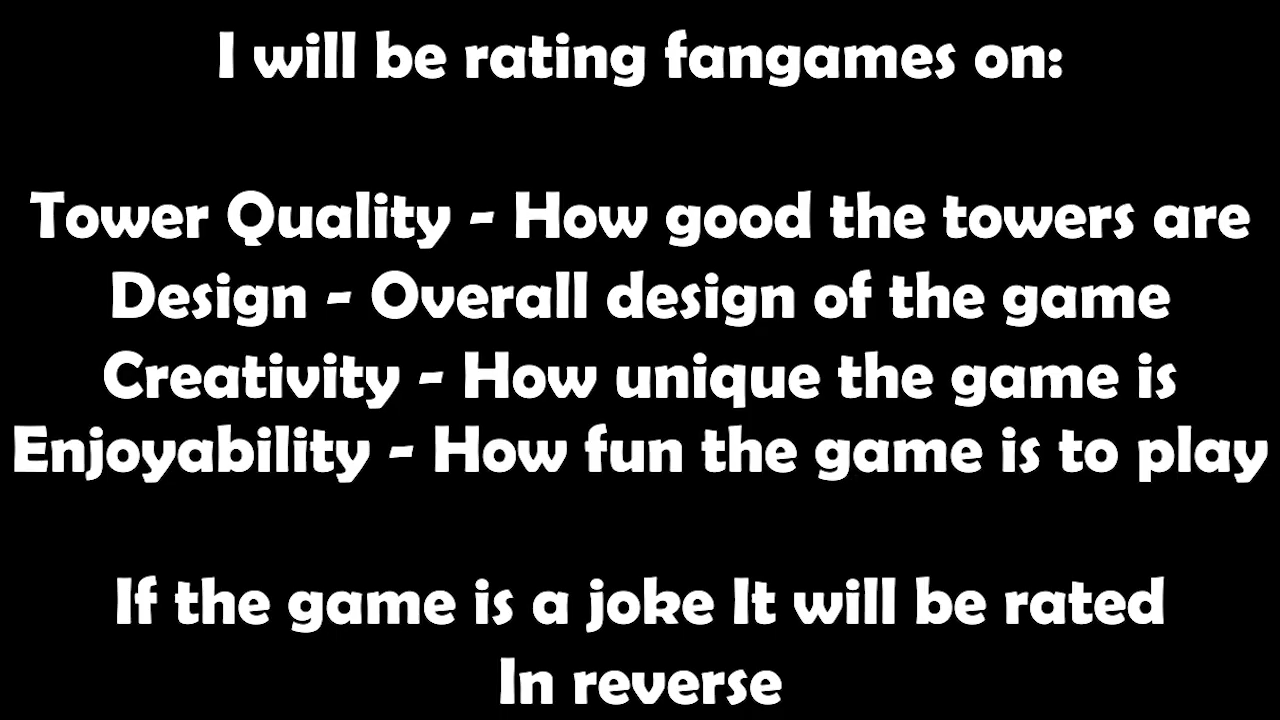 I will be rating fangames on:
Tower Quality - How good the towers are
Design - Overall design of the game
Creativity - How unique the game is
Enjoyability - How fun the game is to play
If the game is a joke It will be rated
In reverse